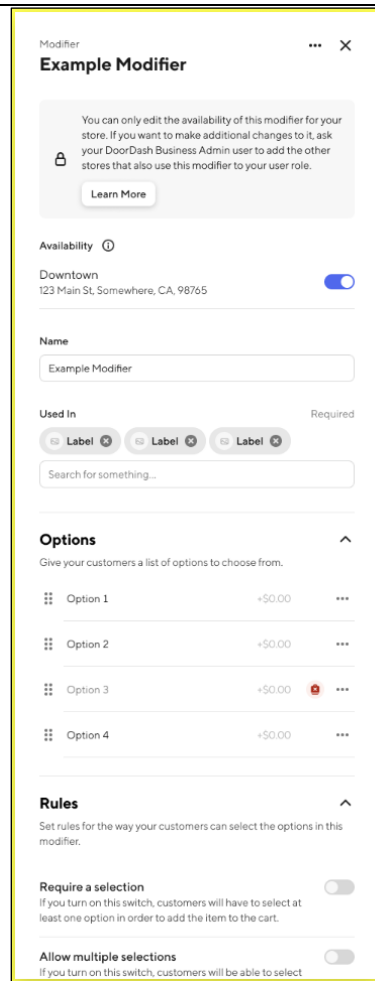 Modifier
Example Modifier
You can only edit the availability of this modifier for your
store. If you want to make additional changes to it, ask
your DoorDash Business Admin user to add the other
stores that also use this modifier to your user role.
Learn More
Availability
Downtown
123 Main St, Somewhere, CA, 98765
Name
Example Modifier
Used In Required
Label Label Label
Search for something...
Options
Give your customers a list of options to choose from.
Option 1 +$0.00
Option 2 +$0.00
Option 3 +$0.00
Option 4 +$0.00
Rules
Set rules for the way your customers can select the options in this
modifier.
Require a selection
If you turn on this switch, customers will have to select at
least one option in order to add the item to the cart.
Allow multiple selections
If you turn on this switch, customers will be able to select